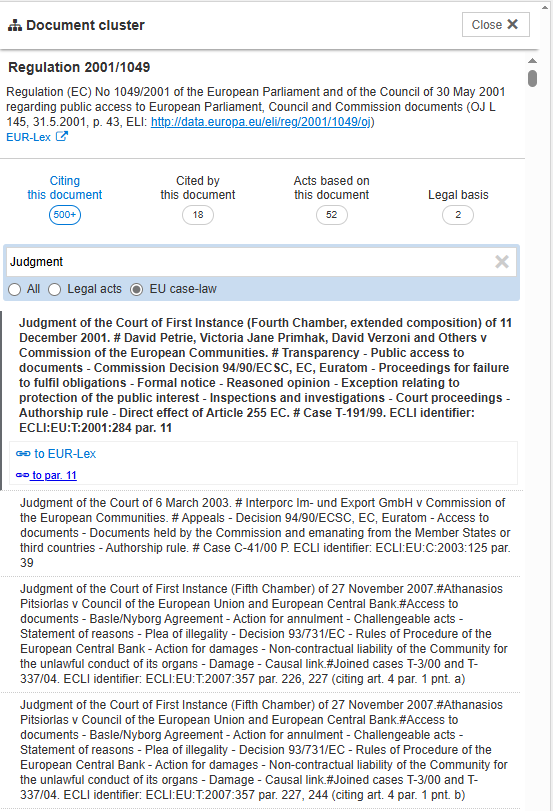 Document cluster
Close ✕
Regulation 2001/1049
Regulation (EC) No 1049/2001 of the European Parliament and of the Council of 30 May 2001
regarding public access to European Parliament, Council and Commission documents (OJ L
145, 31.5.2001, p. 43, ELI: http://data.europa.eu/eli/reg/2001/1049/oj)
EUR-Lex
Citing
this document
500+
Cited by
this document
18
Acts based on
this document
52
Legal basis
2
Judgment
All
Legal acts
EU case-law
Judgment of the Court of First Instance (Fourth Chamber, extended composition) of 11
December 2001. # David Petrie, Victoria Jane Primhak, David Verzoni and Others v
Commission of the European Communities. # Transparency - Public access to
documents - Commission Decision 94/90/ECSC, EC, Euratom - Proceedings for failure
to fulfil obligations - Formal notice - Reasoned opinion - Exception relating to
protection of the public interest - Inspections and investigations - Court proceedings -
Authorship rule - Direct effect of Article 255 EC. # Case T-191/99. ECLI identifier:
ECLI:EU:T:2001:284 par. 11
to EUR-Lex
to par. 11
Judgment of the Court of 6 March 2003. # Interporc Im- und Export GmbH v Commission of
the European Communities. # Appeals - Decision 94/90/ECSC, EC, Euratom - Access to
documents - Documents held by the Commission and emanating from the Member States or
third countries - Authorship rule. # Case C-41/00 P. ECLI identifier: ECLI:EU:C:2003:125 par.
39
Judgment of the Court of First Instance (Fifth Chamber) of 27 November 2007.#Athanasios
Pitsiorlas v Council of the European Union and European Central Bank.#Access to
documents - Basle/Nyborg Agreement - Action for annulment - Challengeable acts -
Statement of reasons - Plea of illegality - Decision 93/731/EC - Rules of Procedure of the
European Central Bank - Action for damages - Non-contractual liability of the Community for
the unlawful conduct of its organs - Damage - Causal link.#Joined cases T-3/00 and T-
337/04. ECLI identifier: ECLI:EU:T:2007:357 par. 226, 227 (citing art. 4 par. 1 pnt. a)
Judgment of the Court of First Instance (Fifth Chamber) of 27 November 2007.#Athanasios
Pitsiorlas v Council of the European Union and European Central Bank.#Access to
documents - Basle/Nyborg Agreement - Action for annulment - Challengeable acts -
Statement of reasons - Plea of illegality - Decision 93/731/EC - Rules of Procedure of the
European Central Bank - Action for damages - Non-contractual liability of the Community for
the unlawful conduct of its organs - Damage - Causal link.#Joined cases T-3/00 and T-
337/04. ECLI identifier: ECLI:EU:T:2007:357 par. 227, 244 (citing art. 4 par. 1 pnt. b)